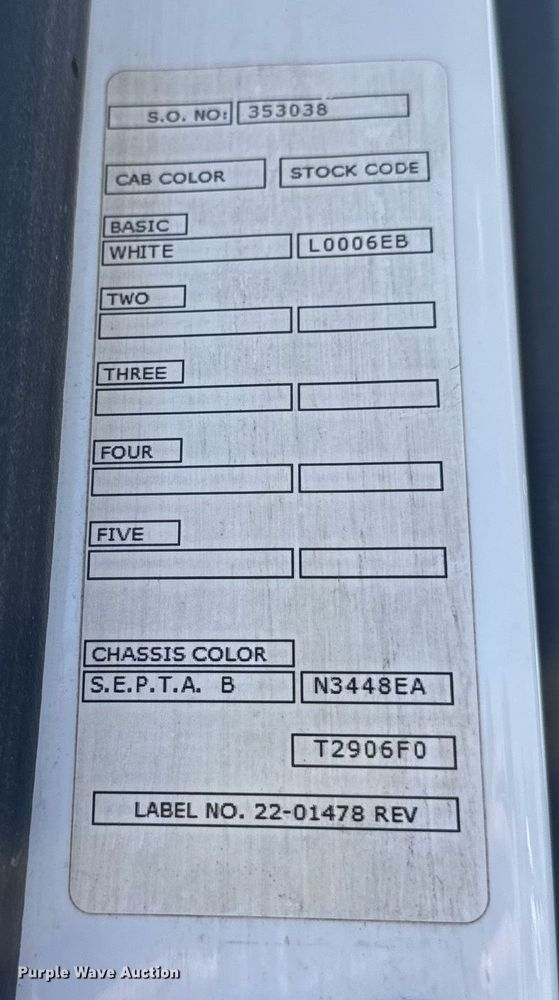 S.O. NO: 353038
CAB COLOR STOCK CODE
BASIC
WHITE L0006EB
TWO
THREE
FOUR
FIVE
CHASSIS COLOR
S.E.P.T.A. B N3448EA
T2906F0
LABEL NO. 22-01478 REV
Purple Wave Auction